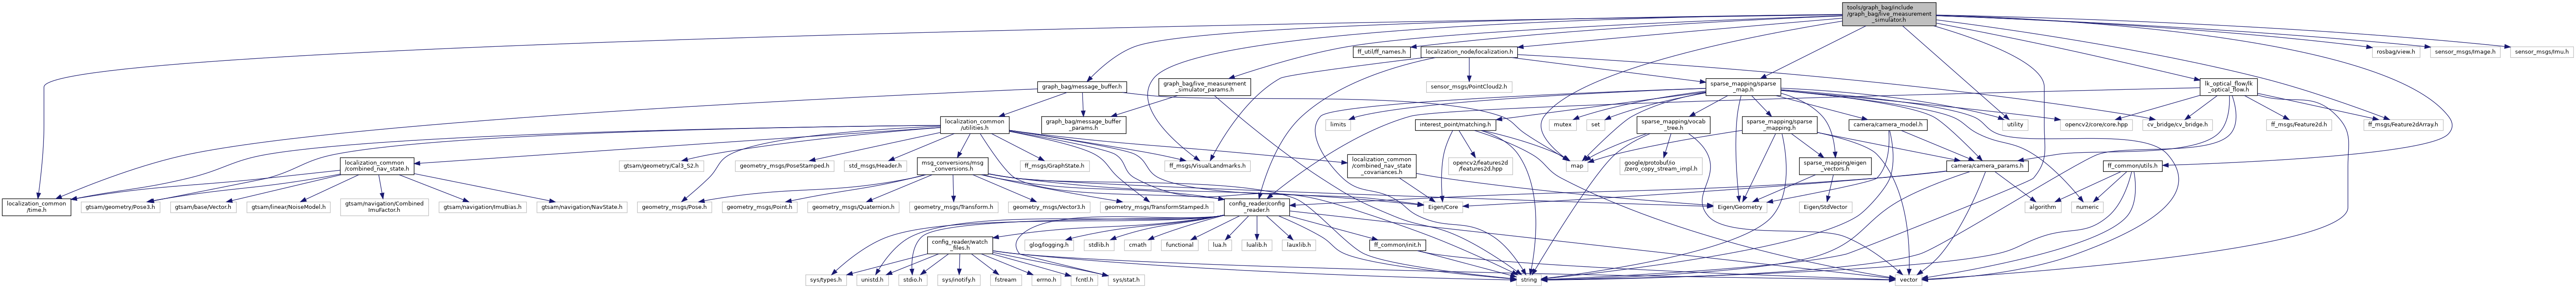 tools/graph_bag/include
/graph_bag/live_measurement
_simulator.h
ff_util/ff_names.h
localization_node/localization.h
rosbag/view.h
sensor_msgs/Image.h
sensor_msgs/Imu.h
graph_bag/message_buffer.h
graph_bag/live_measurement
_simulator_params.h
sensor_msgs/PointCloud2.h
sparse_mapping/sparse
_map.h
lk_optical_flow/lk
_optical_flow.h
localization_common
/utilities.h
graph_bag/message_buffer
_params.h
limits
interest_point/matching.h
mutex
set
sparse_mapping/vocab
_tree.h
sparse_mapping/sparse
_mapping.h
camera/camera_model.h
utility
opencv2/core/core.hpp
cv_bridge/cv_bridge.h
ff_msgs/Feature2d.h
ff_msgs/Feature2dArray.h
localization_common
/combined_nav_state.h
gtsam/geometry/Cal3_S2.h
geometry_msgs/PoseStamped.h
std_msgs/Header.h
msg_conversions/msg
_conversions.h
ff_msgs/GraphState.h
ff_msgs/VisualLandmarks.h
localization_common
/combined_nav_state
_covariances.h
opencv2/features2d
/features2d.hpp
map
google/protobuf/io
/zero_copy_stream_impl.h
sparse_mapping/eigen
_vectors.h
camera/camera_params.h
ff_common/utils.h
localization_common
/time.h
gtsam/geometry/Pose3.h
gtsam/base/Vector.h
gtsam/linear/NoiseModel.h
gtsam/navigation/Combined
ImuFactor.h
gtsam/navigation/ImuBias.h
gtsam/navigation/NavState.h
geometry_msgs/Pose.h
geometry_msgs/Point.h
geometry_msgs/Quaternion.h
geometry_msgs/Transform.h
geometry_msgs/Vector3.h
geometry_msgs/TransformStamped.h
config_reader/config
_reader.h
Eigen/Core
Eigen/Geometry
Eigen/StdVector
algorithm
numeric
config_reader/watch
_files.h
glog/logging.h
stdlib.h
cmath
functional
lua.h
lualib.h
lauxlib.h
ff_common/init.h
sys/types.h
unistd.h
stdio.h
sys/inotify.h
fstream
errno.h
fcntl.h
sys/stat.h
string
vector